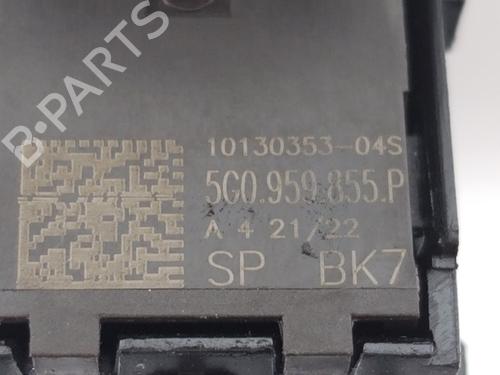 B-PARTS
10130353-04S
5G0.959.855.P
A 4 21/22
SP BK7